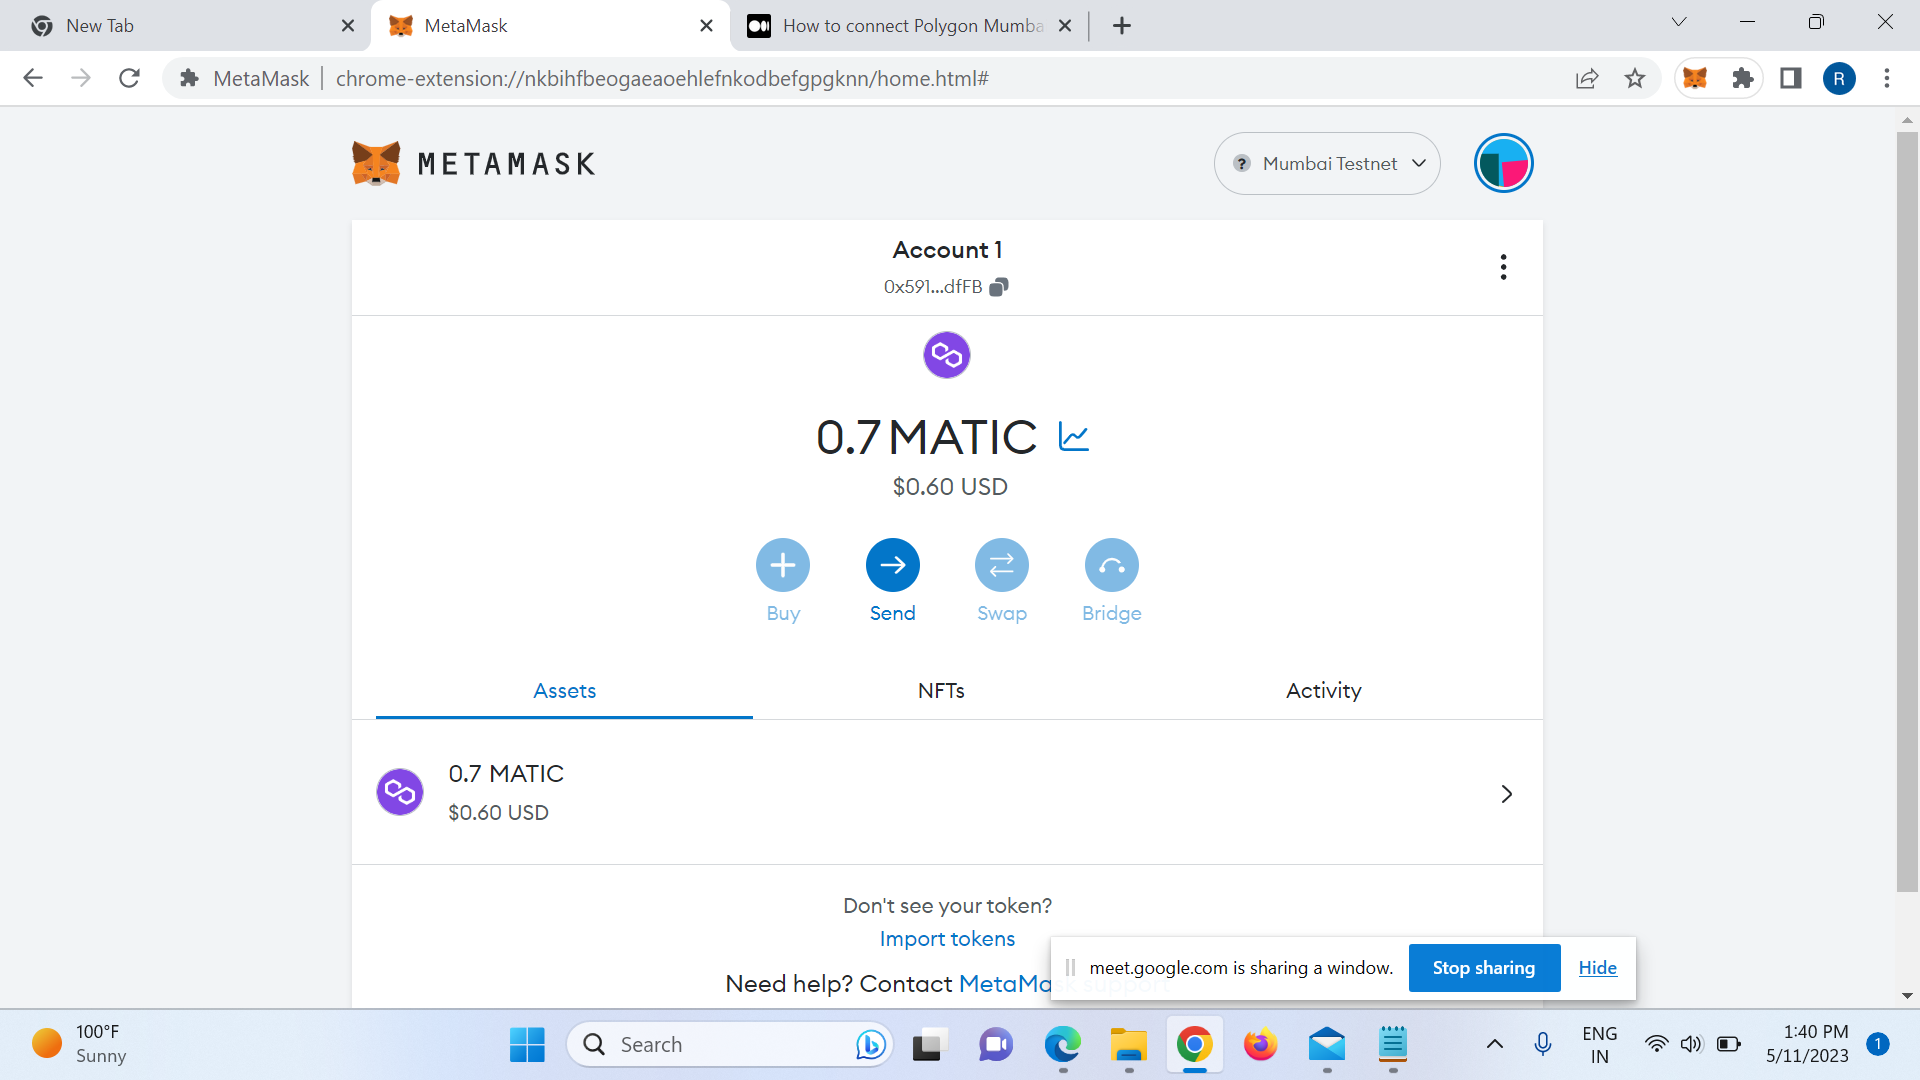 New Tab
MetaMask
How to connect Polygon Mumba
MetaMask
chrome-extension://nkbihfbeogaeaoehlefnkodbefgpgknn/home.html#
R
METAMASK
? Mumbai Testnet
Account 1
0x591...dfFB
0.7 MATIC
$0.60 USD
Buy
Send
Swap
Bridge
Assets
NFTs
Activity
0.7 MATIC
$0.60 USD
Don't see your token?
Import tokens
Need help? Contact MetaMask support
meet.google.com is sharing a window.
Stop sharing
Hide
100°F
Sunny
Search
ENG
IN
1:40 PM
5/11/2023
1